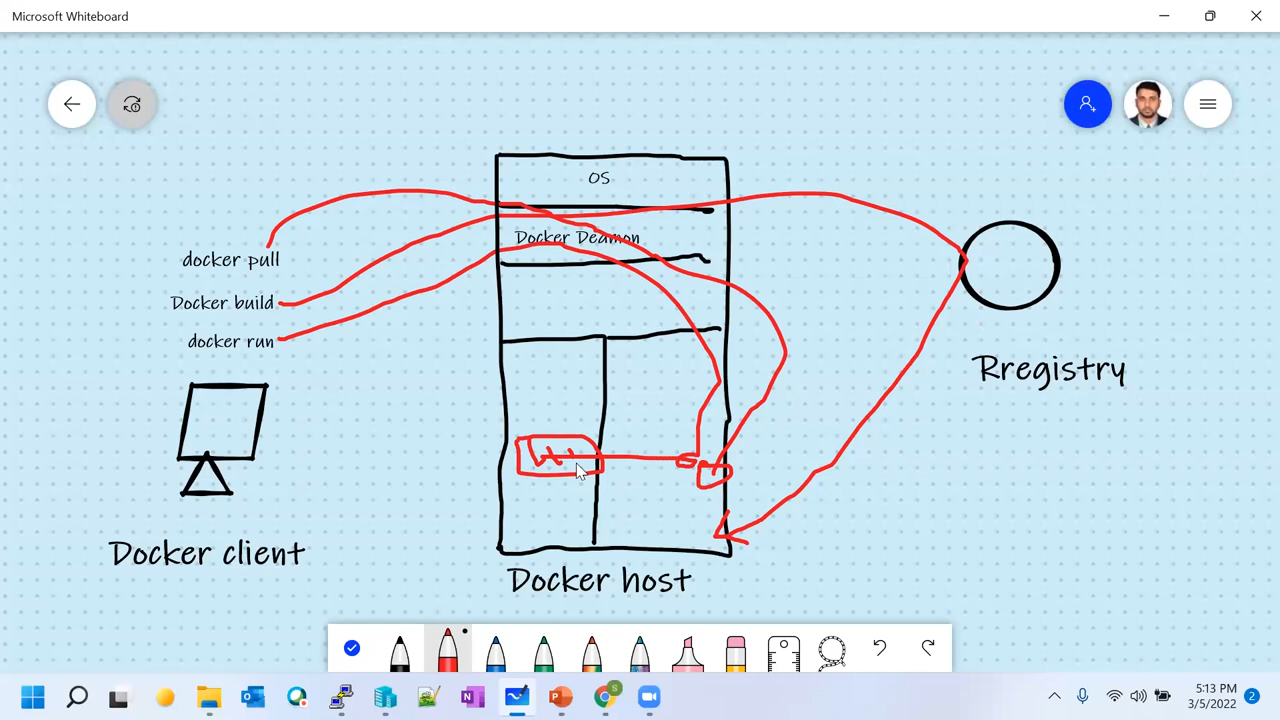 Microsoft Whiteboard
OS
Docker Deamon
docker pull
Docker build
docker run
Rregistry
Docker client
Docker host
5:13 PM
3/5/2022
2